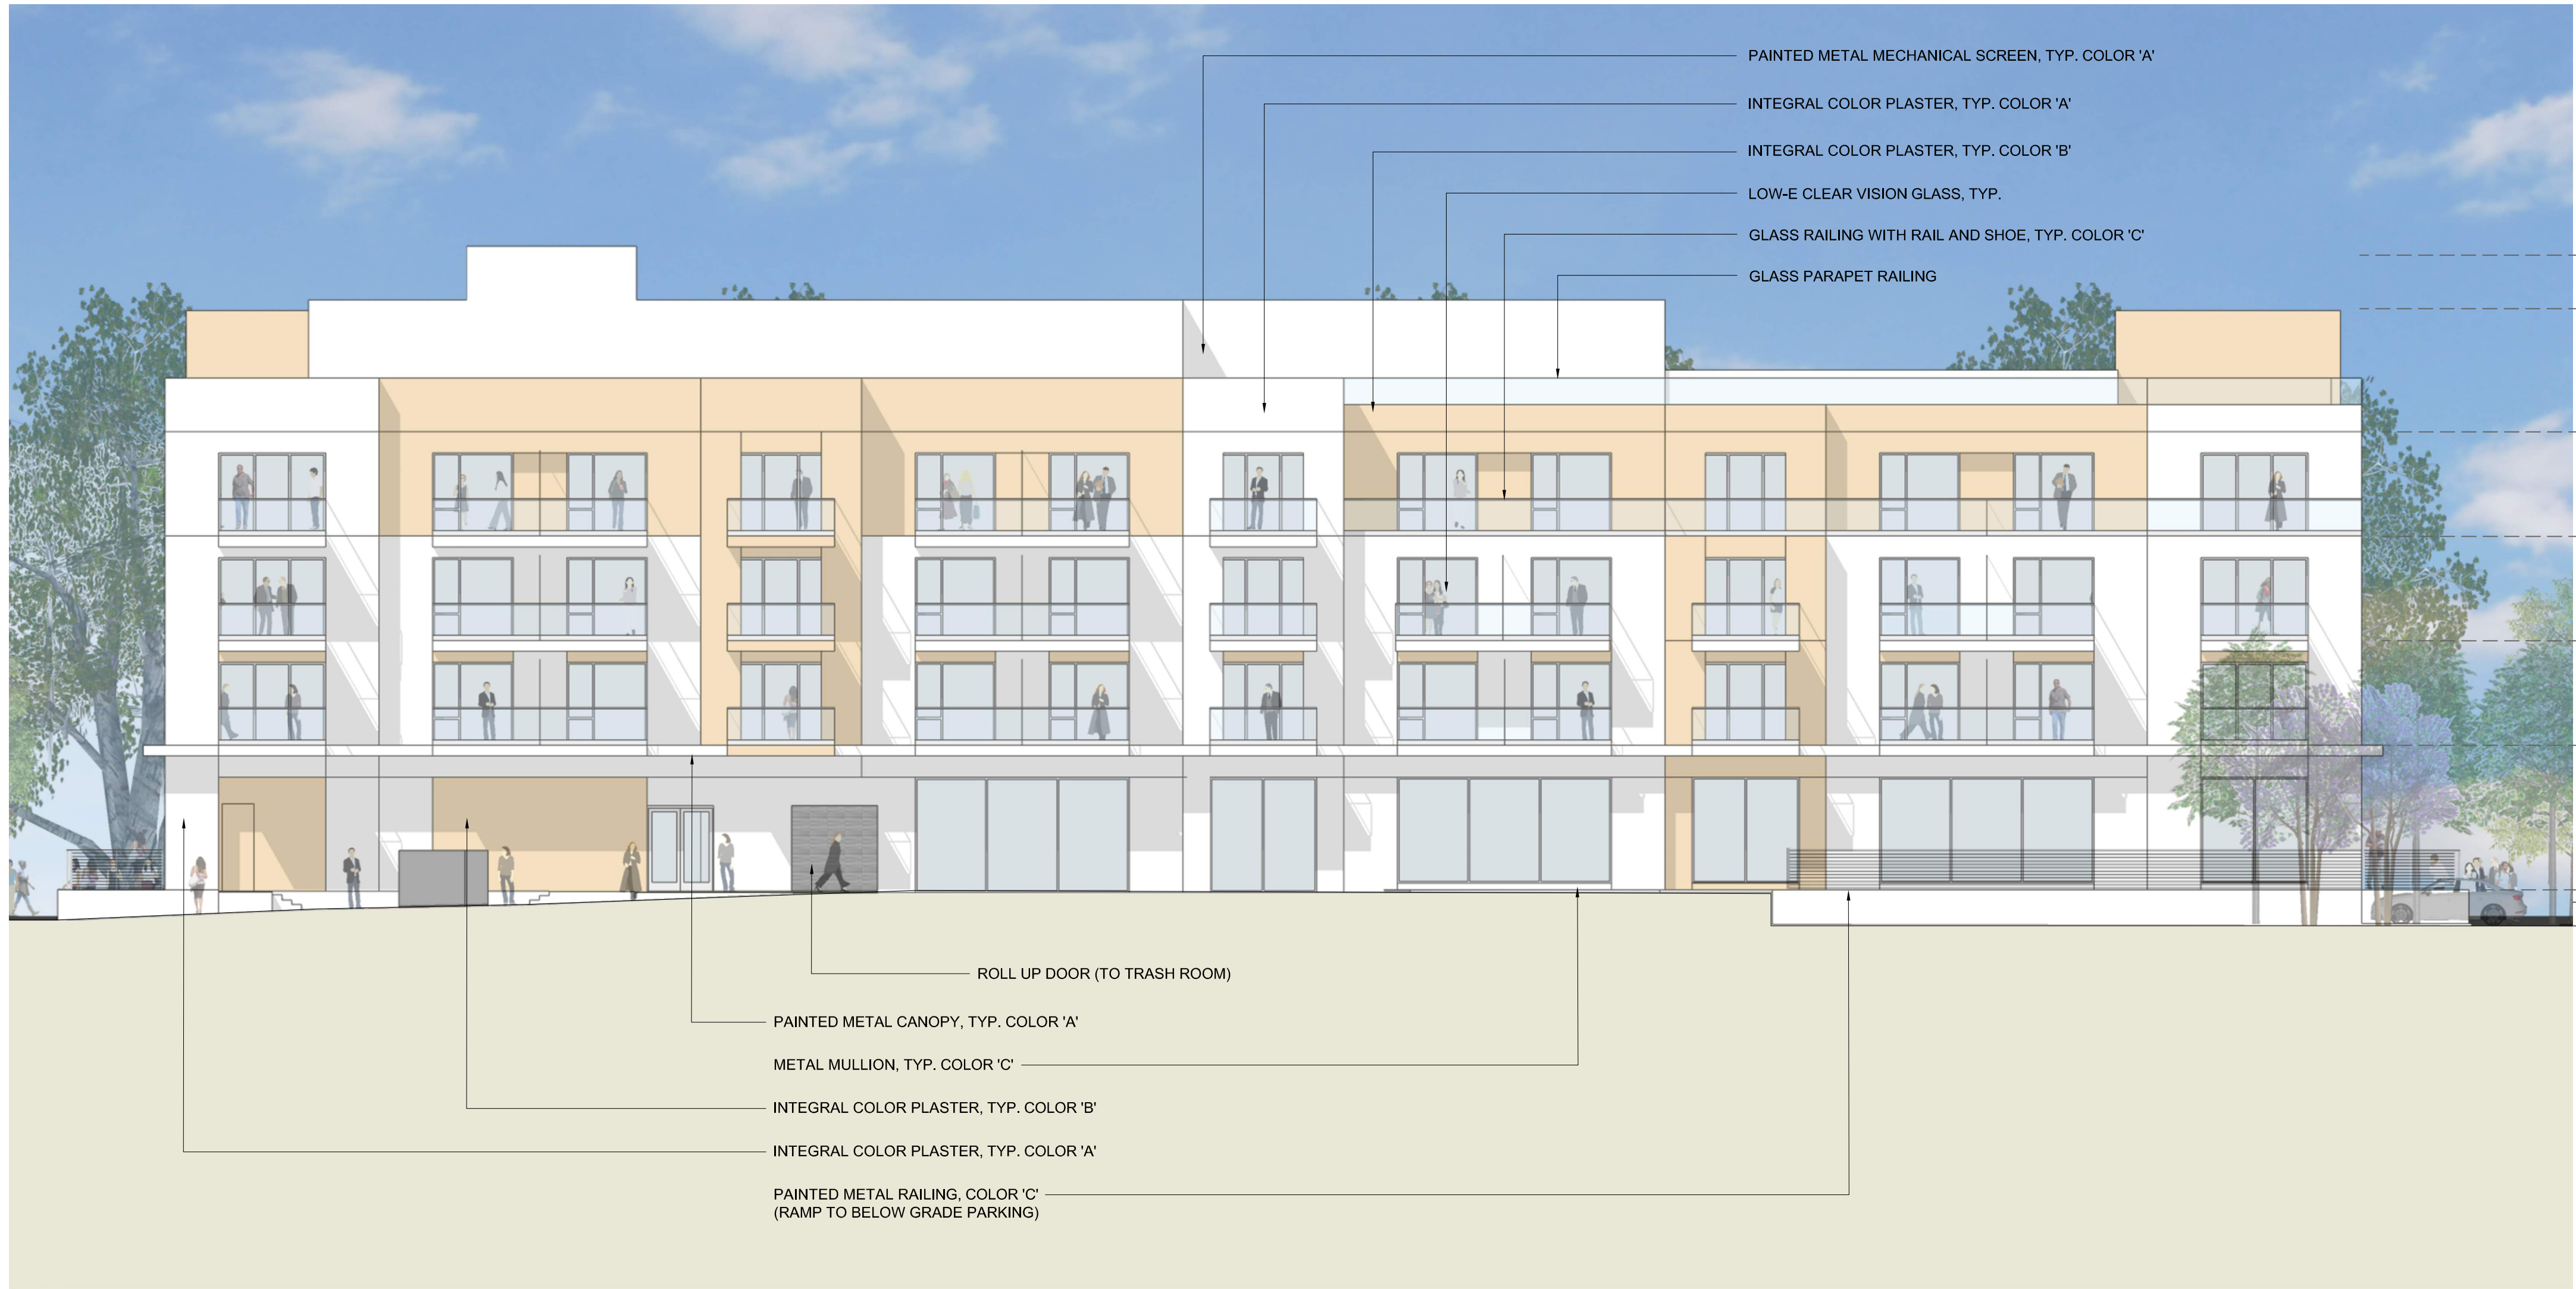 PAINTED METAL MECHANICAL SCREEN, TYP. COLOR 'A'
INTEGRAL COLOR PLASTER, TYP. COLOR 'A'
INTEGRAL COLOR PLASTER, TYP. COLOR 'B'
LOW-E CLEAR VISION GLASS, TYP.
GLASS RAILING WITH RAIL AND SHOE, TYP. COLOR 'C'
GLASS PARAPET RAILING
ROLL UP DOOR (TO TRASH ROOM)
PAINTED METAL CANOPY, TYP. COLOR 'A'
METAL MULLION, TYP. COLOR 'C'
INTEGRAL COLOR PLASTER, TYP. COLOR 'B'
INTEGRAL COLOR PLASTER, TYP. COLOR 'A'
PAINTED METAL RAILING, COLOR 'C'
(RAMP TO BELOW GRADE PARKING)